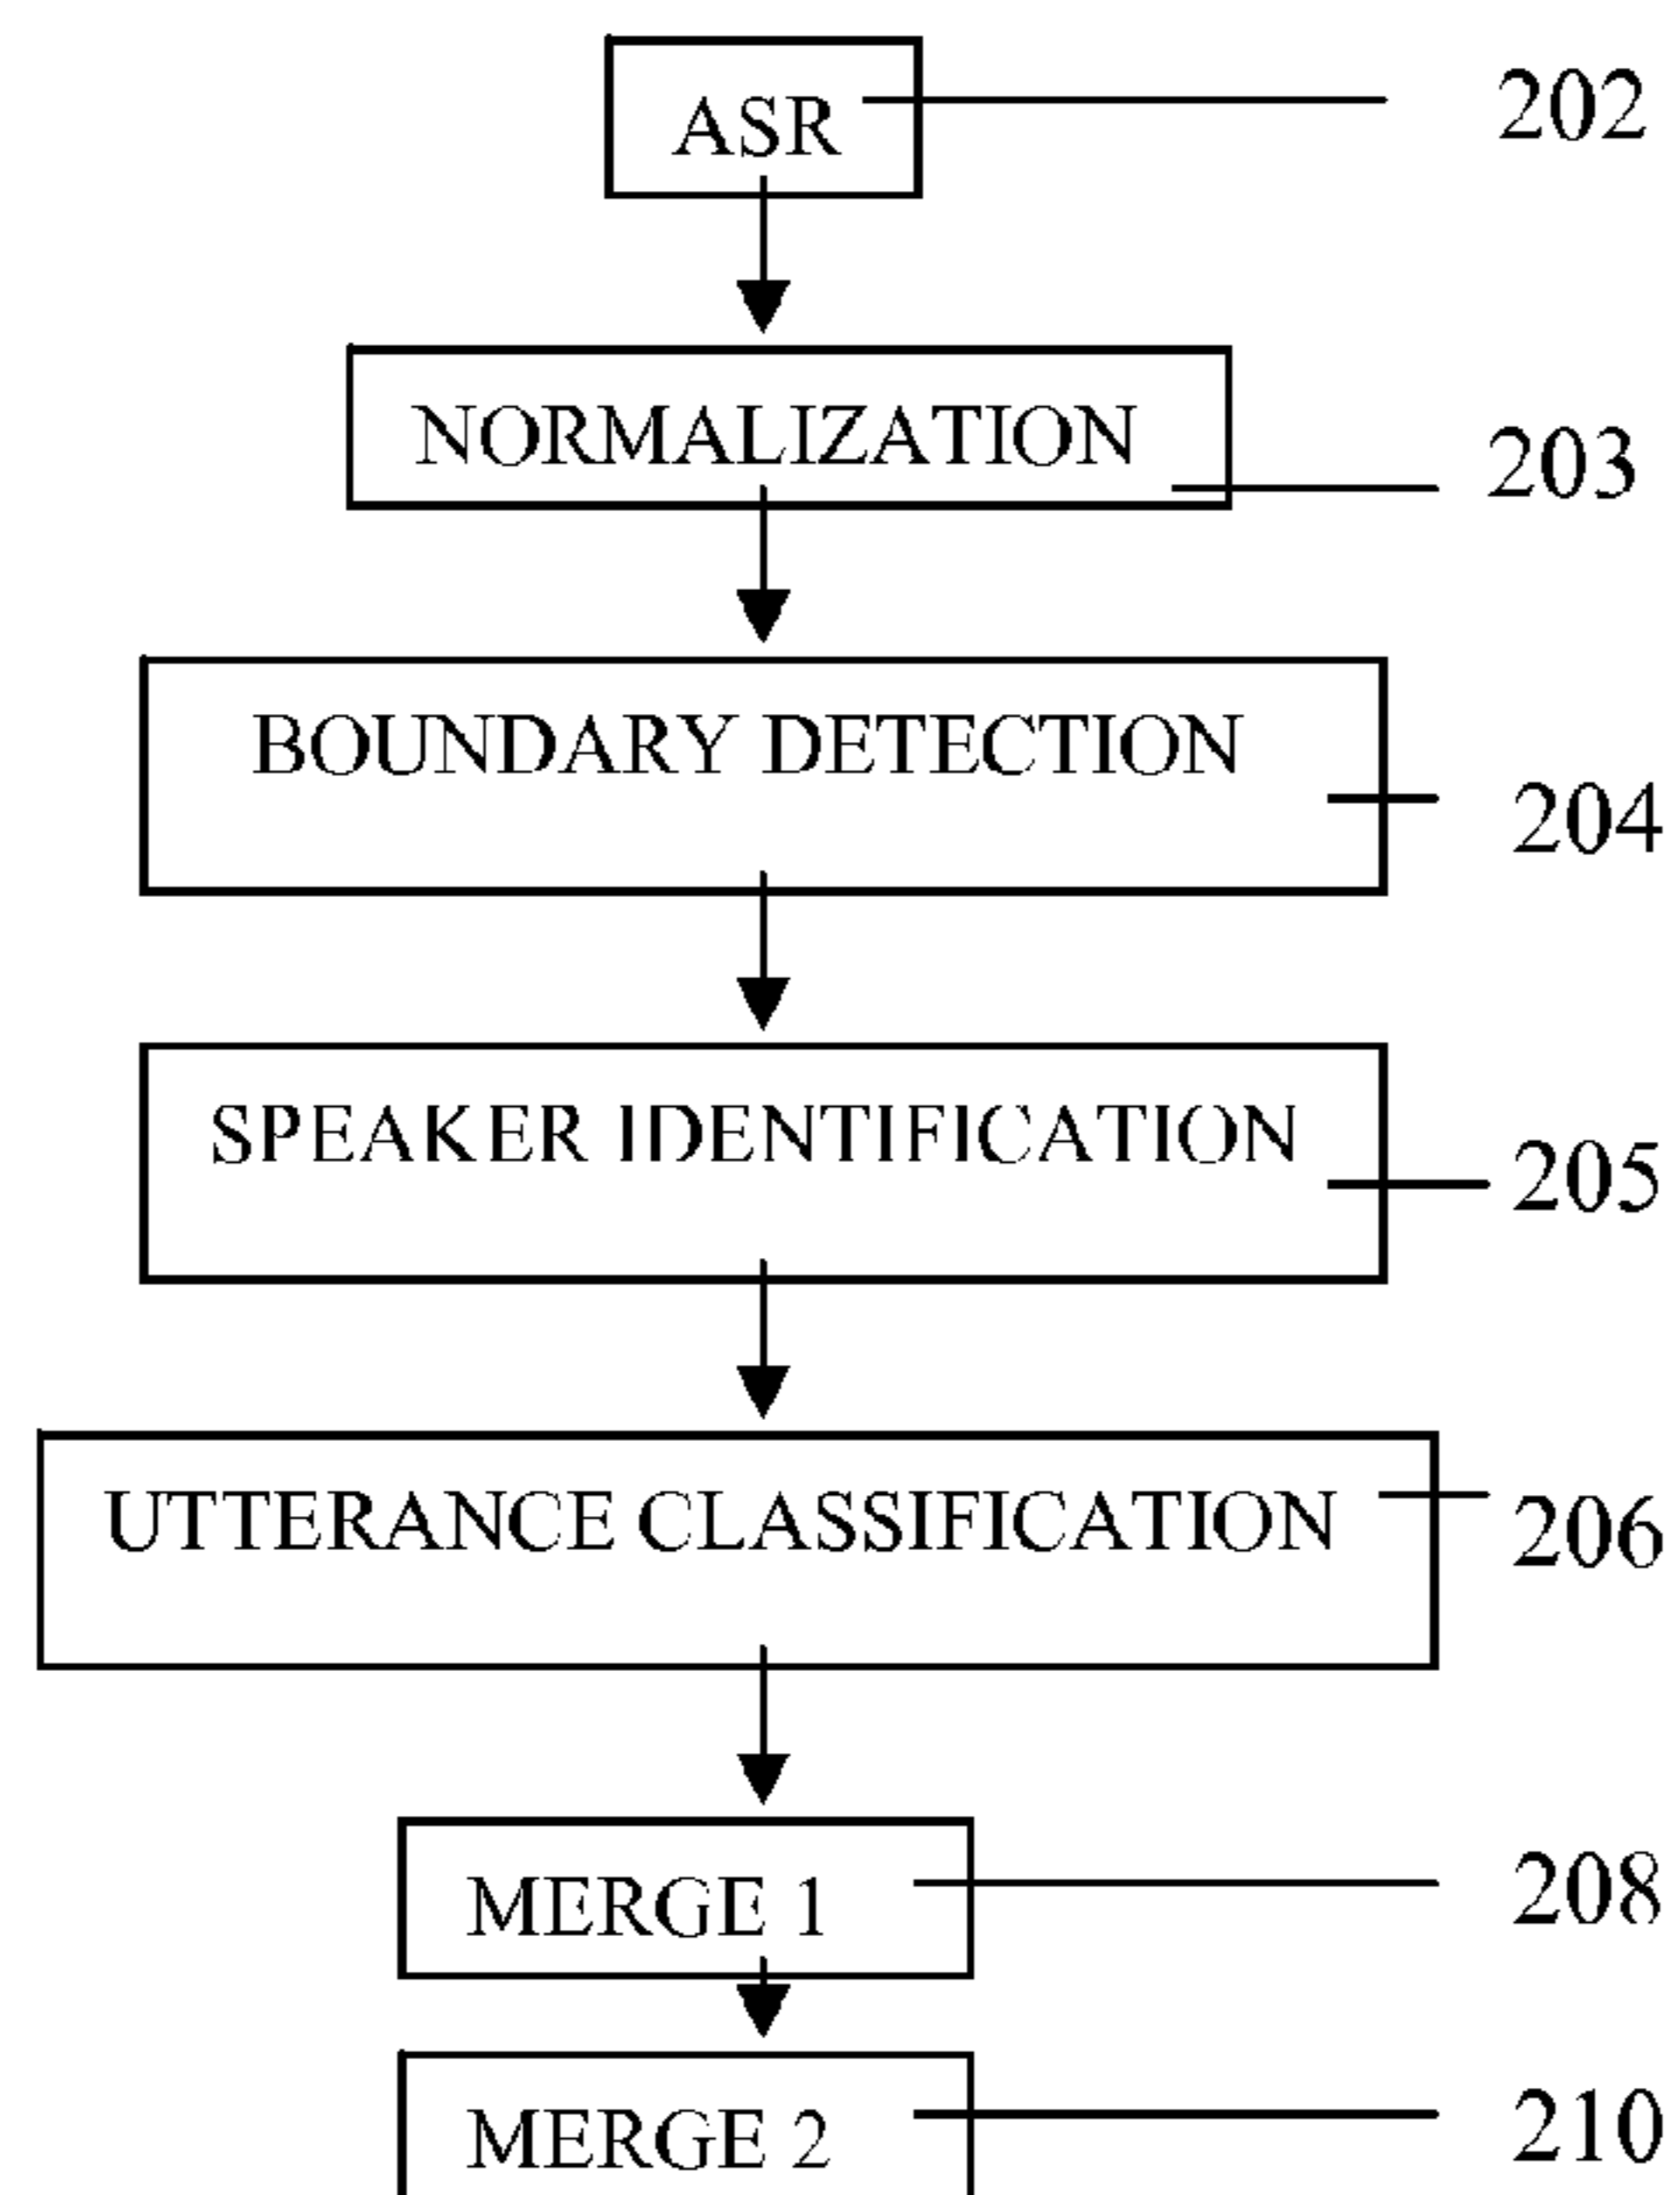 ASR
202
NORMALIZATION
203
BOUNDARY DETECTION
204
SPEAKER IDENTIFICATION
205
UTTERANCE CLASSIFICATION
206
MERGE 1
208
MERGE 2
210